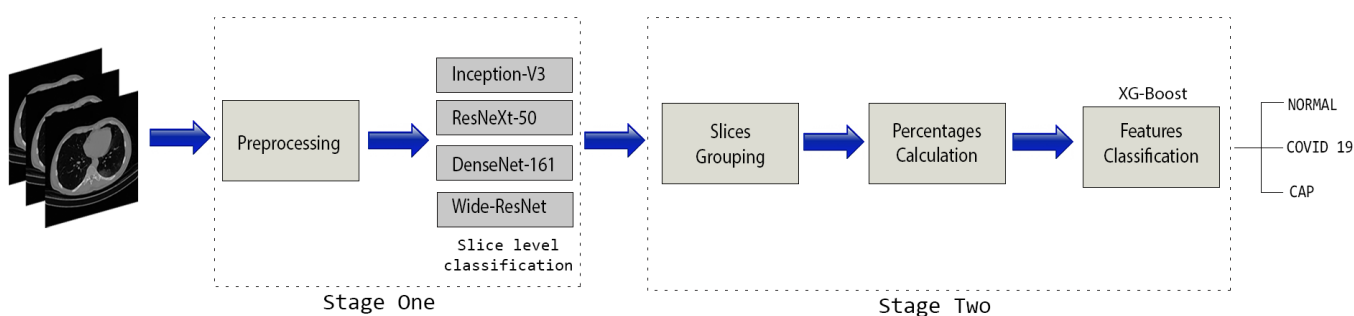 Preprocessing
Inception-V3
ResNeXt-50
DenseNet-161
Wide-ResNet
Slice level
classification
Stage One
Slices
Grouping
Percentages
Calculation
XG-Boost
Features
Classification
Stage Two
NORMAL
COVID 19
CAP